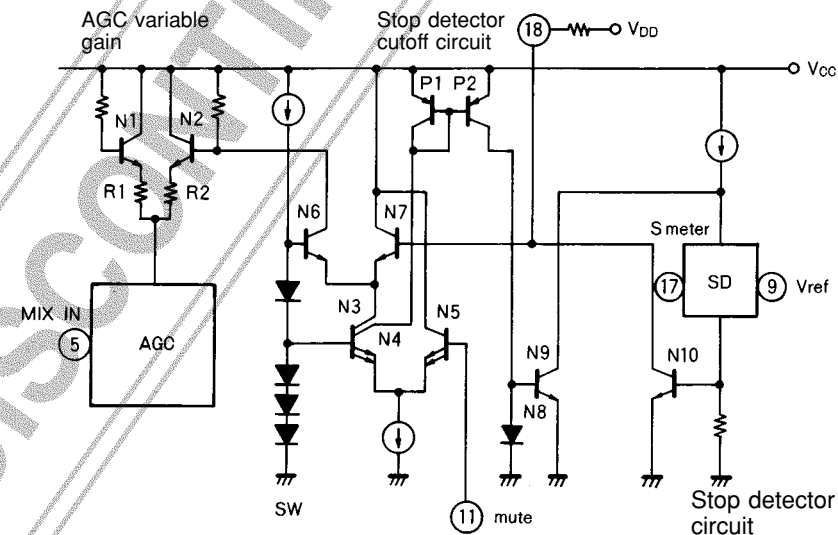 AGC variable
gain
Stop detector
cutoff circuit
18
VDD
VCC
P1 P2
N1 N2
R1 R2
N6 N7
S meter
17 SD 9 Vref
MIX IN
5
AGC
N3
N4
N5
N9
N8
N10
SW
11 mute
Stop detector
circuit
DISCONTIN